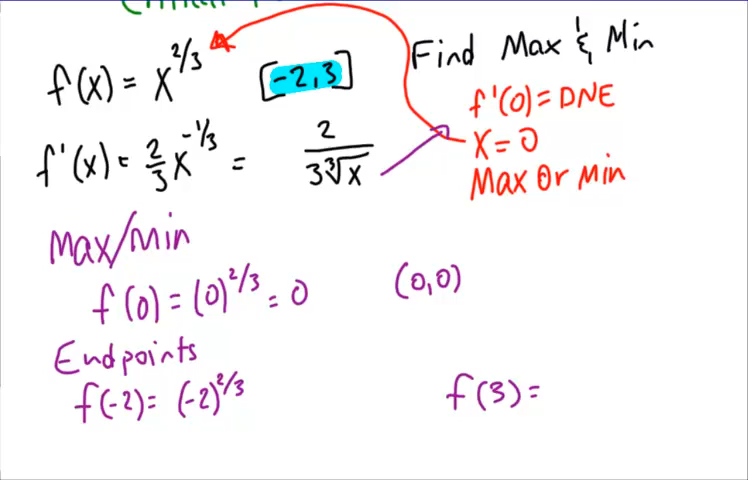 Critical
f(x) = x^2/3 [-2,3] Find Max & Min
f'(x) = 2/3 x^-1/3 = 2/(3∛x)
f'(0) = DNE
x = 0
Max Or Min
Max/Min
f(0) = (0)^2/3 = 0 (0,0)
Endpoints
f(-2) = (-2)^2/3 f(3) =